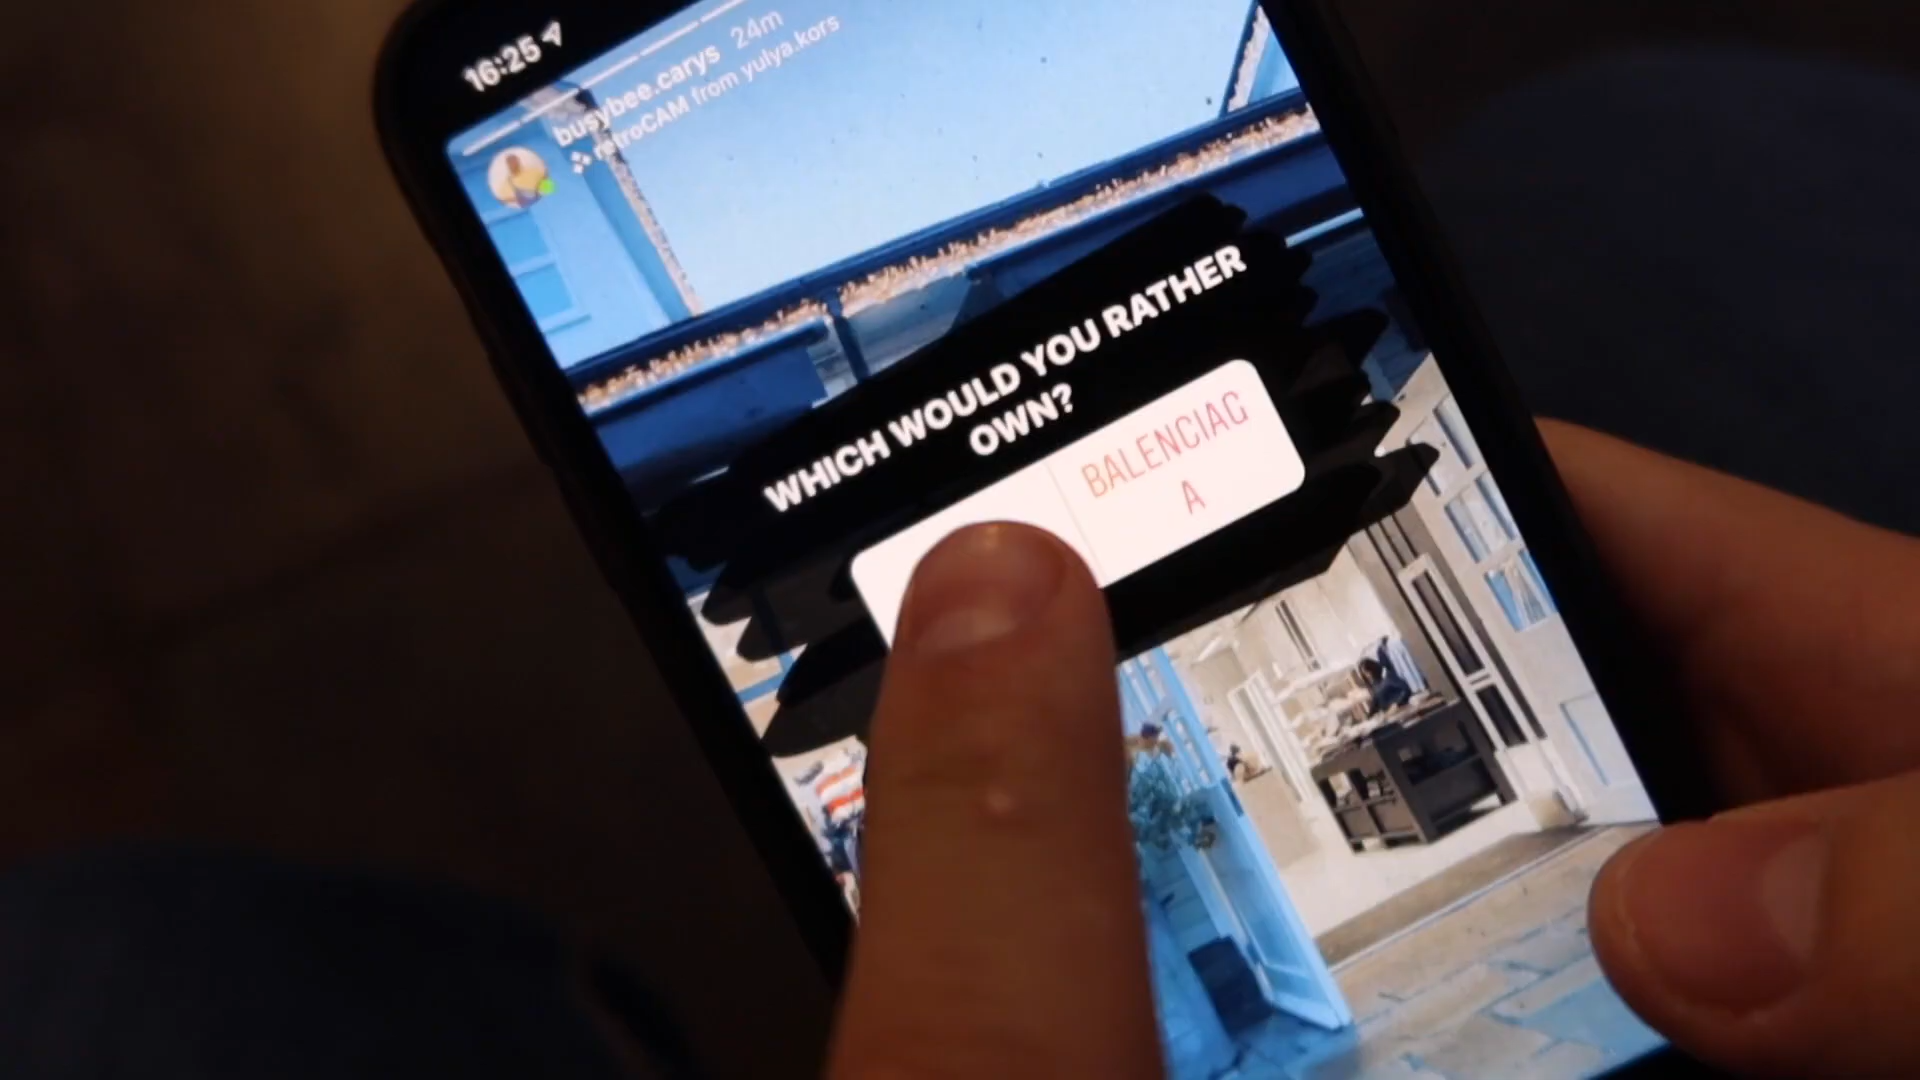 16:25
busybee.carys 24m
retroCAM from yulya.kors
WHICH WOULD YOU RATHER
OWN?
BALENCIAG
A